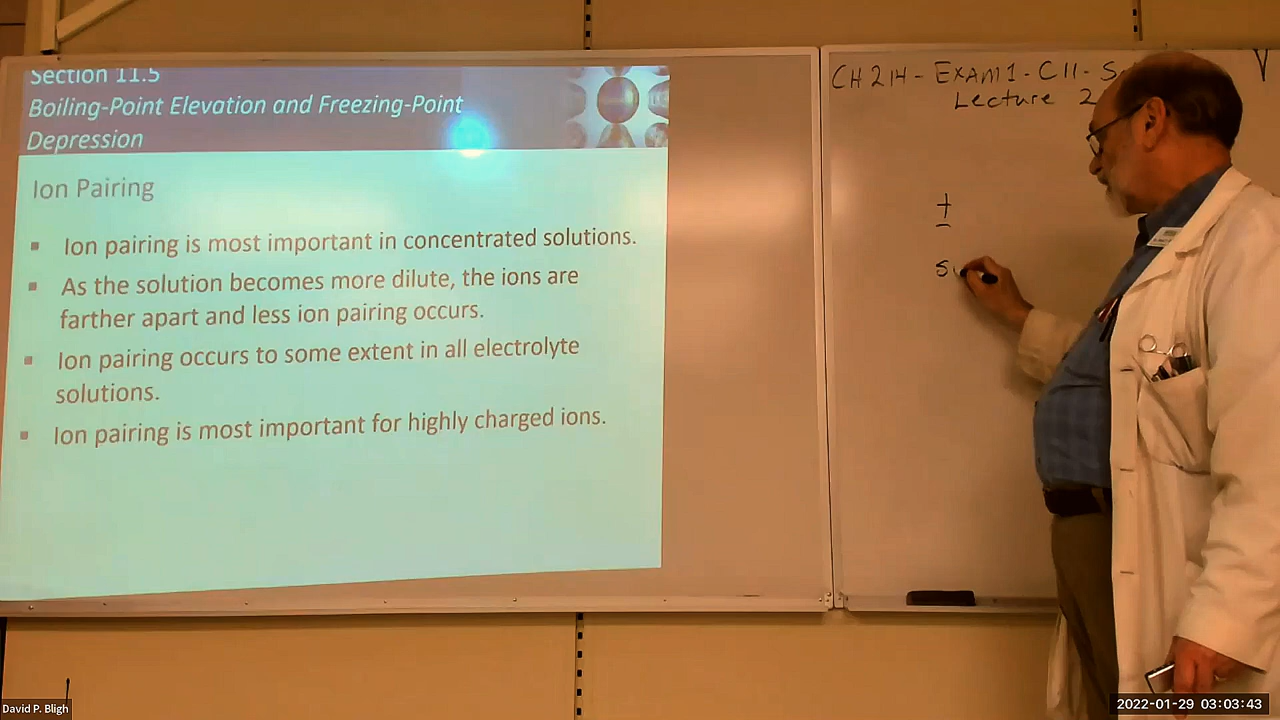 Section 11.5
Boiling-Point Elevation and Freezing-Point
Depression
Ion Pairing
▪ Ion pairing is most important in concentrated solutions.
▪ As the solution becomes more dilute, the ions are
farther apart and less ion pairing occurs.
▪ Ion pairing occurs to some extent in all electrolyte
solutions.
▪ Ion pairing is most important for highly charged ions.
CH 214 - EXAM 1 - C11 - S
Lecture 2
+
-
David P. Bligh
2022-01-29 03:03:43